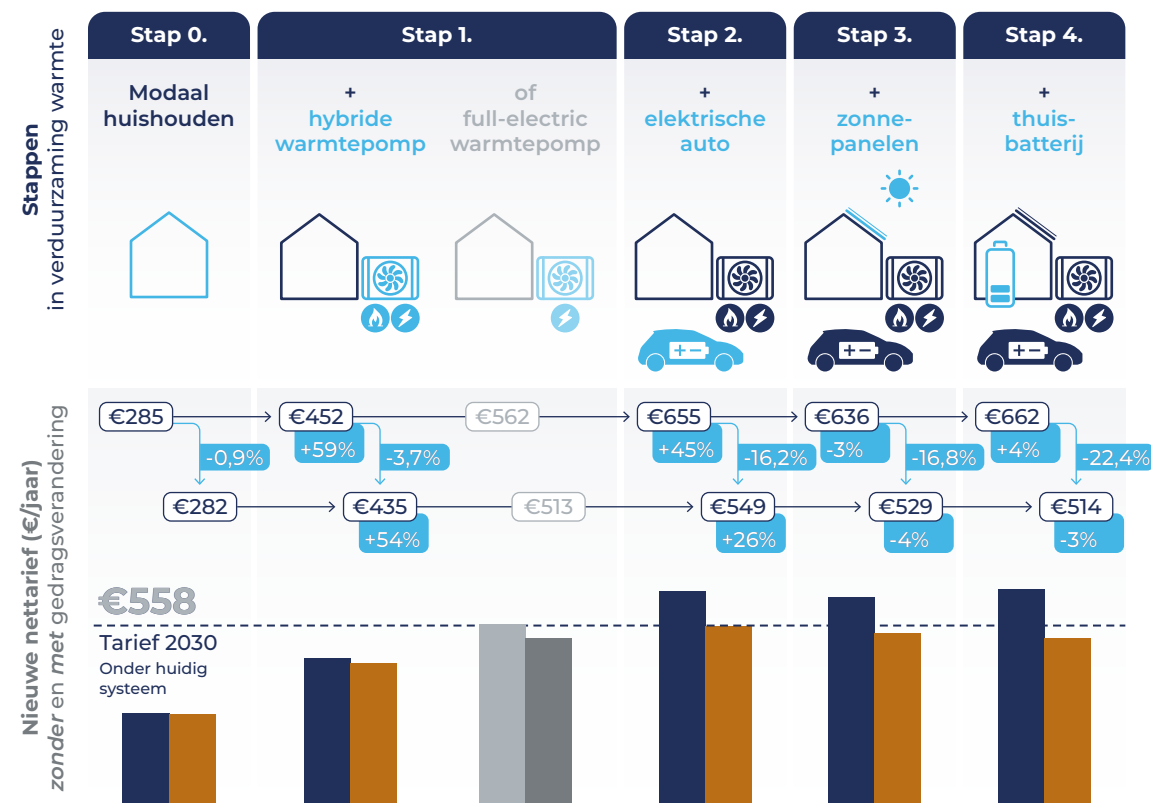 Stap 0.
Stap 1.
Stap 2.
Stap 3.
Stap 4.
Stappen
in verduurzaming warmte
Modaal
huishouden
+
hybride
warmtepomp
of
full-electric
warmtepomp
+
elektrische
auto
+
zonne-
panelen
+
thuis-
batterij
Nieuwe nettarief (€/jaar)
zonder en met gedragsverandering
€285
€452
€562
€655
€636
€662
-0,9%
+59%
-3,7%
+45%
-16,2%
-3%
-16,8%
+4%
-22,4%
€282
€435
€513
€549
€529
€514
+54%
+26%
-4%
-3%
€558
Tarief 2030
Onder huidig
systeem